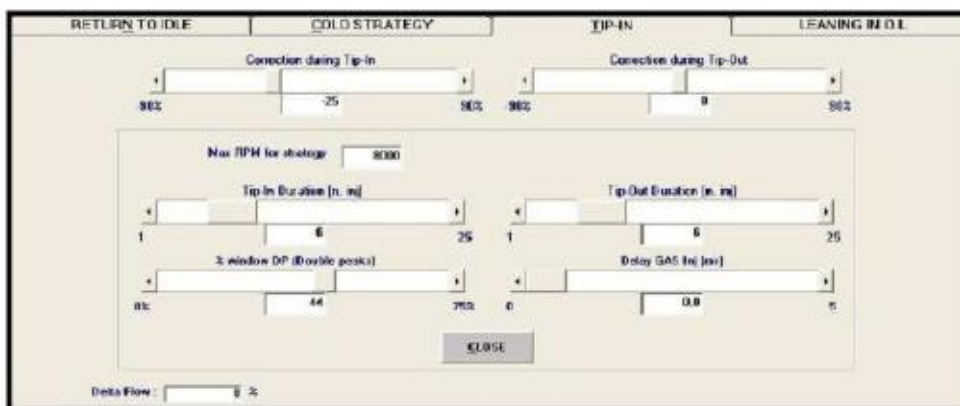 RETURN TO IDLE COLD STRATEGY TIP-IN LEANING IN O.L.
Correction during Tip-In Correction during Tip-Out
-25 0
-90% 90% -90% 90%
Max RPM for strategy 8000
Tip-In Duration [n. inj] Tip-Out Duration [n. inj]
1 6 25 1 6 25
% window DP (Double peaks) Delay GAS Inj [ms]
0% 44 75% 0 0,0 5
CLOSE
Delta Flow : 0 %